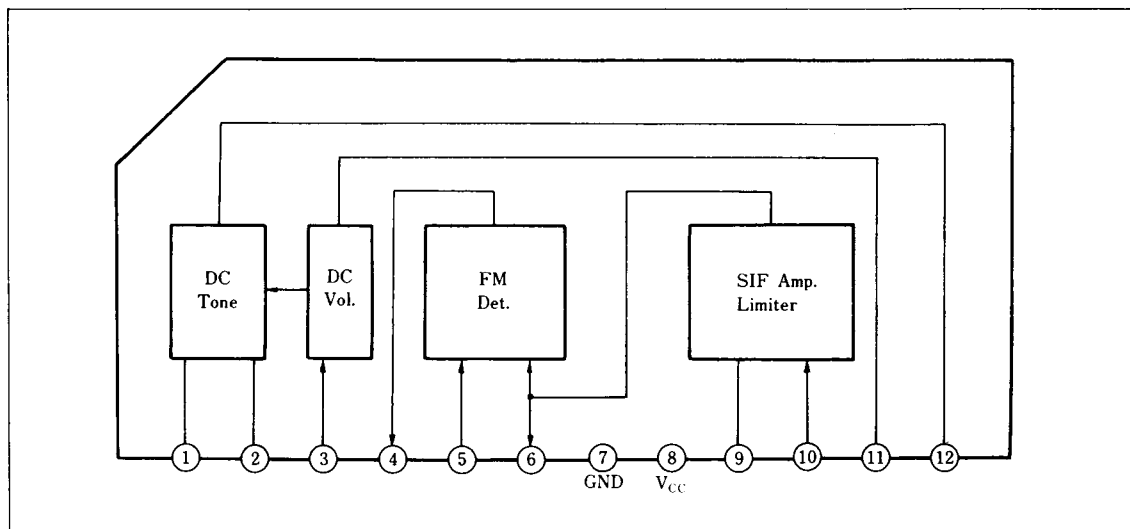 DC
Tone
DC
Vol.
FM
Det.
SIF Amp.
Limiter
1 2 3 4 5 6 7 8 9 10 11 12
GND V_CC